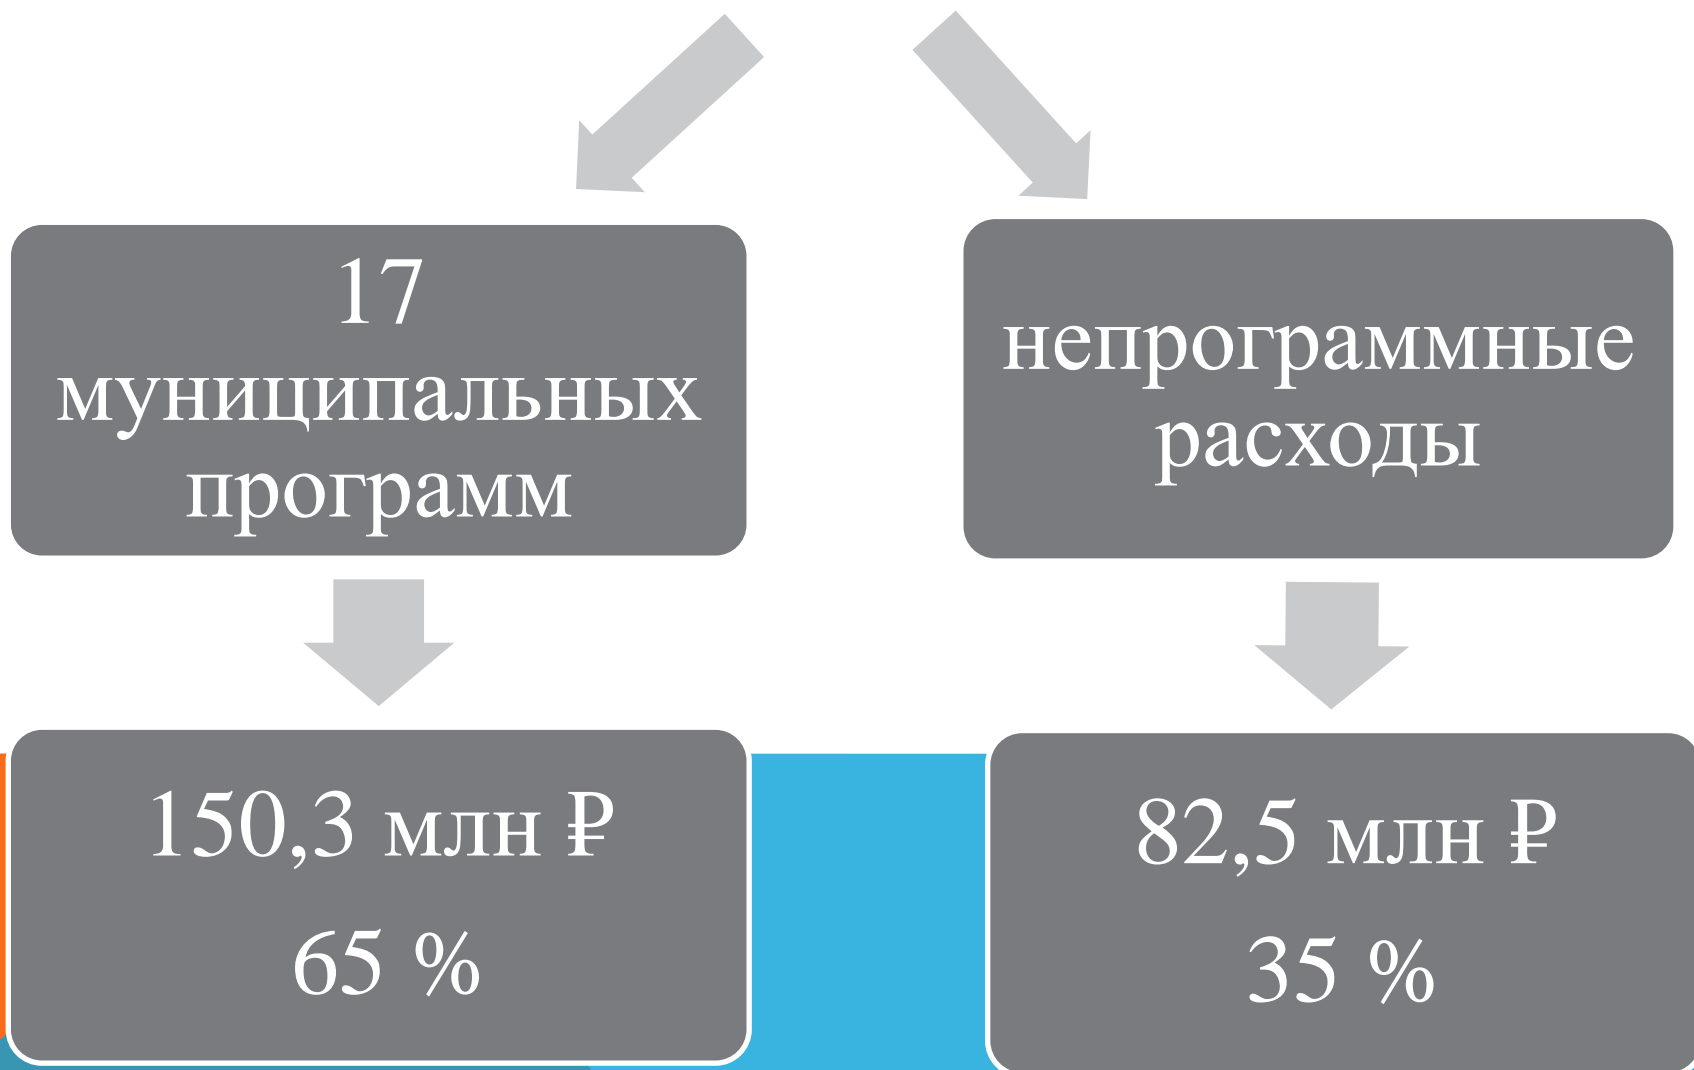 17
муниципальных
программ
непрограммные
расходы
150,3 млн ₽
65 %
82,5 млн ₽
35 %